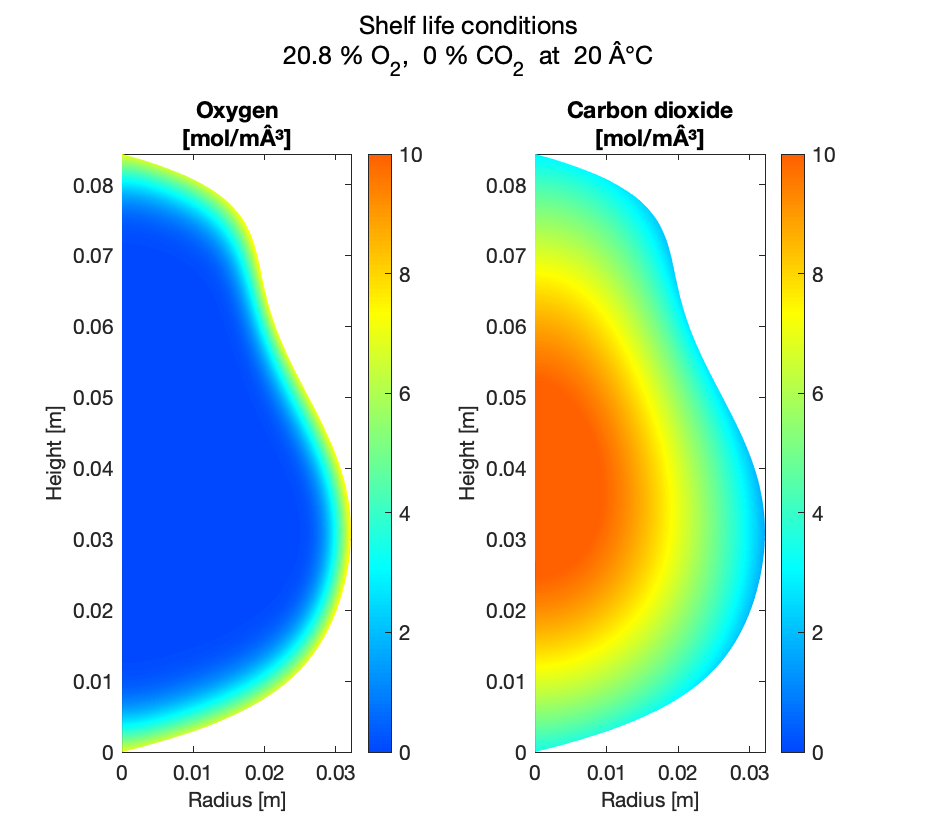 Shelf life conditions
20.8 % O2, 0 % CO2 at 20 Â°C
Oxygen
[mol/mÂ³]
Carbon dioxide
[mol/mÂ³]
0.08
0.07
0.06
0.05
0.04
0.03
0.02
0.01
0
Height [m]
0 0.01 0.02 0.03
Radius [m]
10
8
6
4
2
0
0.08
0.07
0.06
0.05
0.04
0.03
0.02
0.01
0
Height [m]
0 0.01 0.02 0.03
Radius [m]
10
8
6
4
2
0